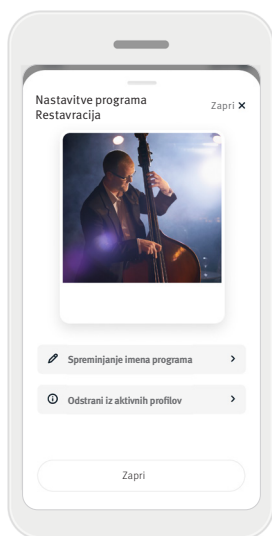 Nastavitve programa
Restavracija
Zapri ×
Spreminjanje imena programa
Odstrani iz aktivnih profilov
Zapri